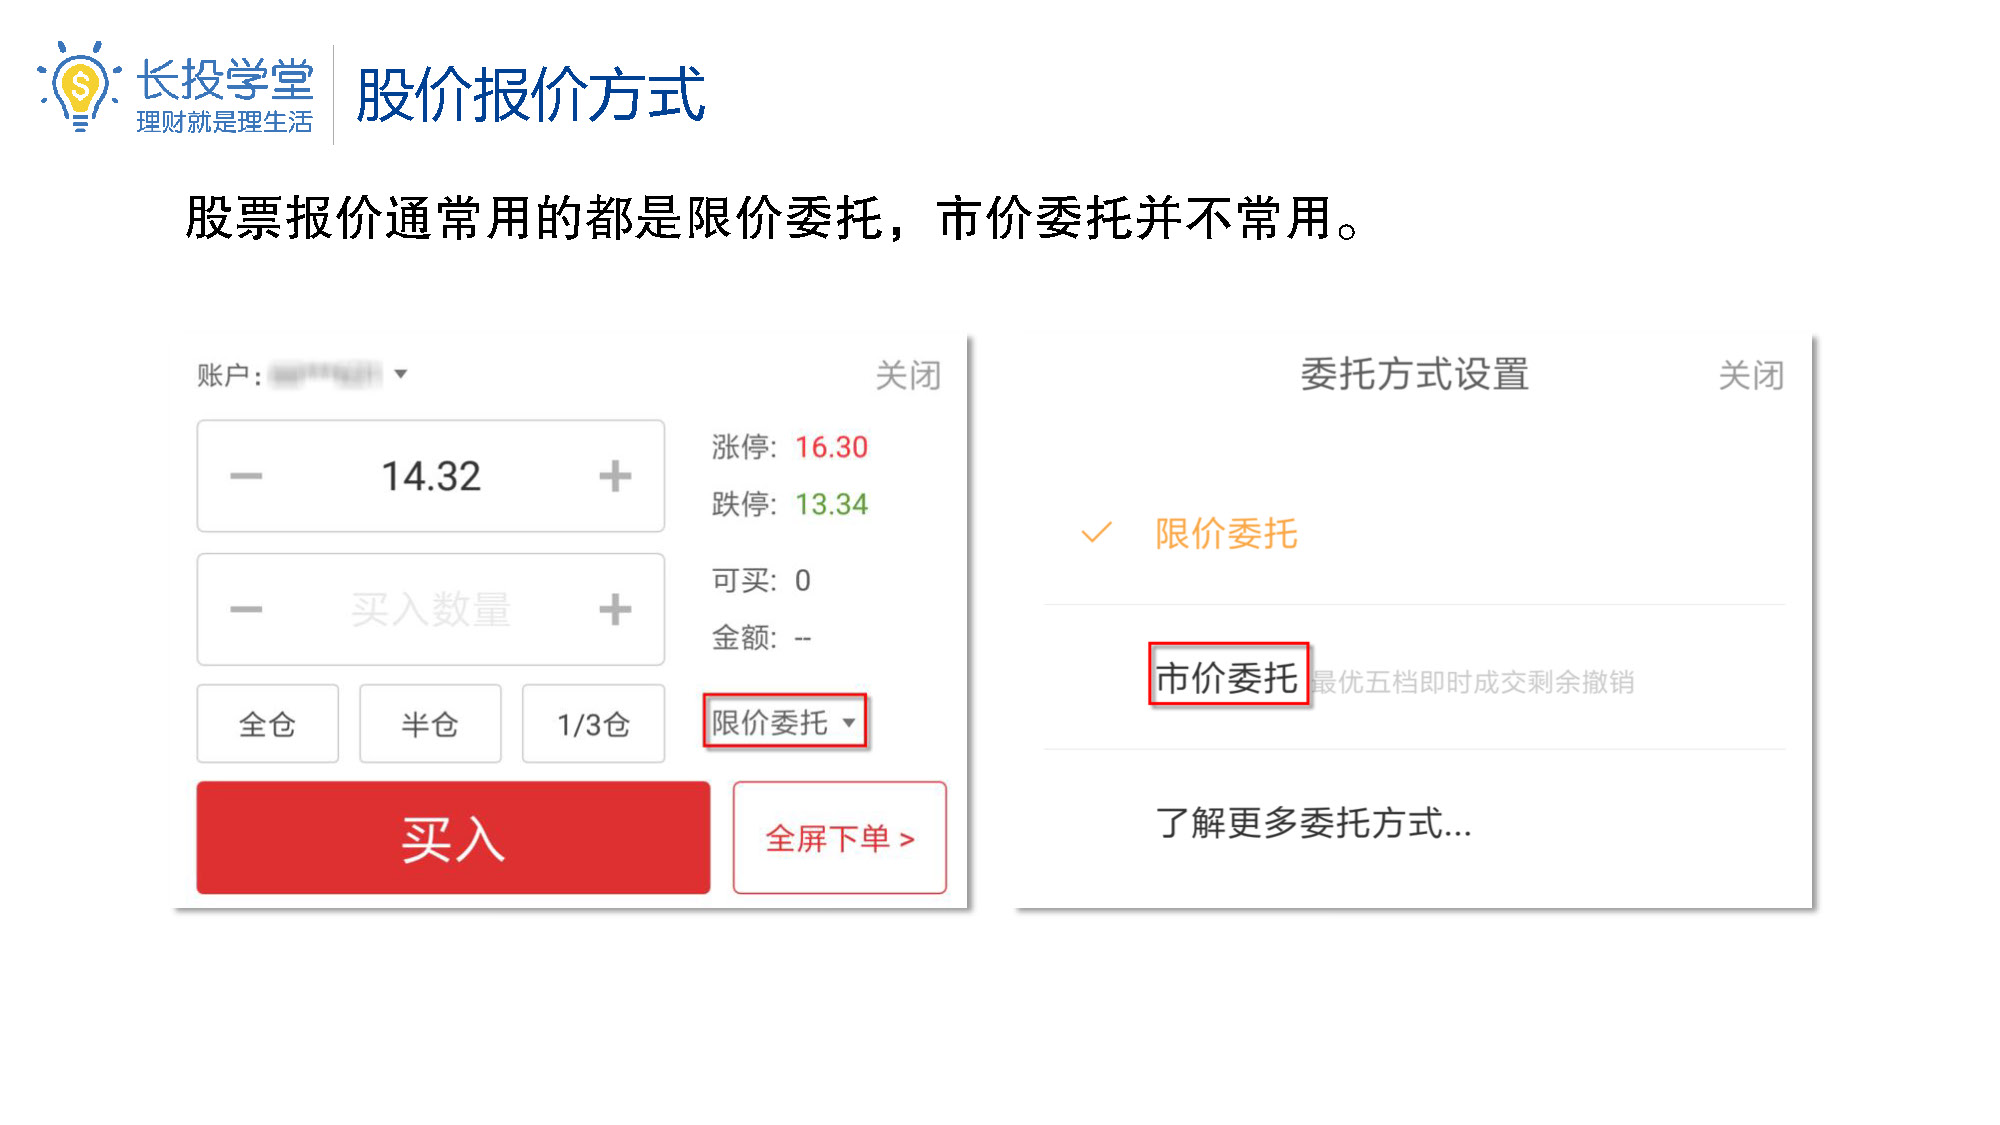 长投学堂
理财就是理生活
股价报价方式
股票报价通常用的都是限价委托，市价委托并不常用。
账户:
关闭
14.32
涨停: 16.30
跌停: 13.34
买入数量
可买: 0
金额: --
全仓
半仓
1/3仓
限价委托
买入
全屏下单 >
委托方式设置
关闭
限价委托
市价委托 最优五档即时成交剩余撤销
了解更多委托方式...